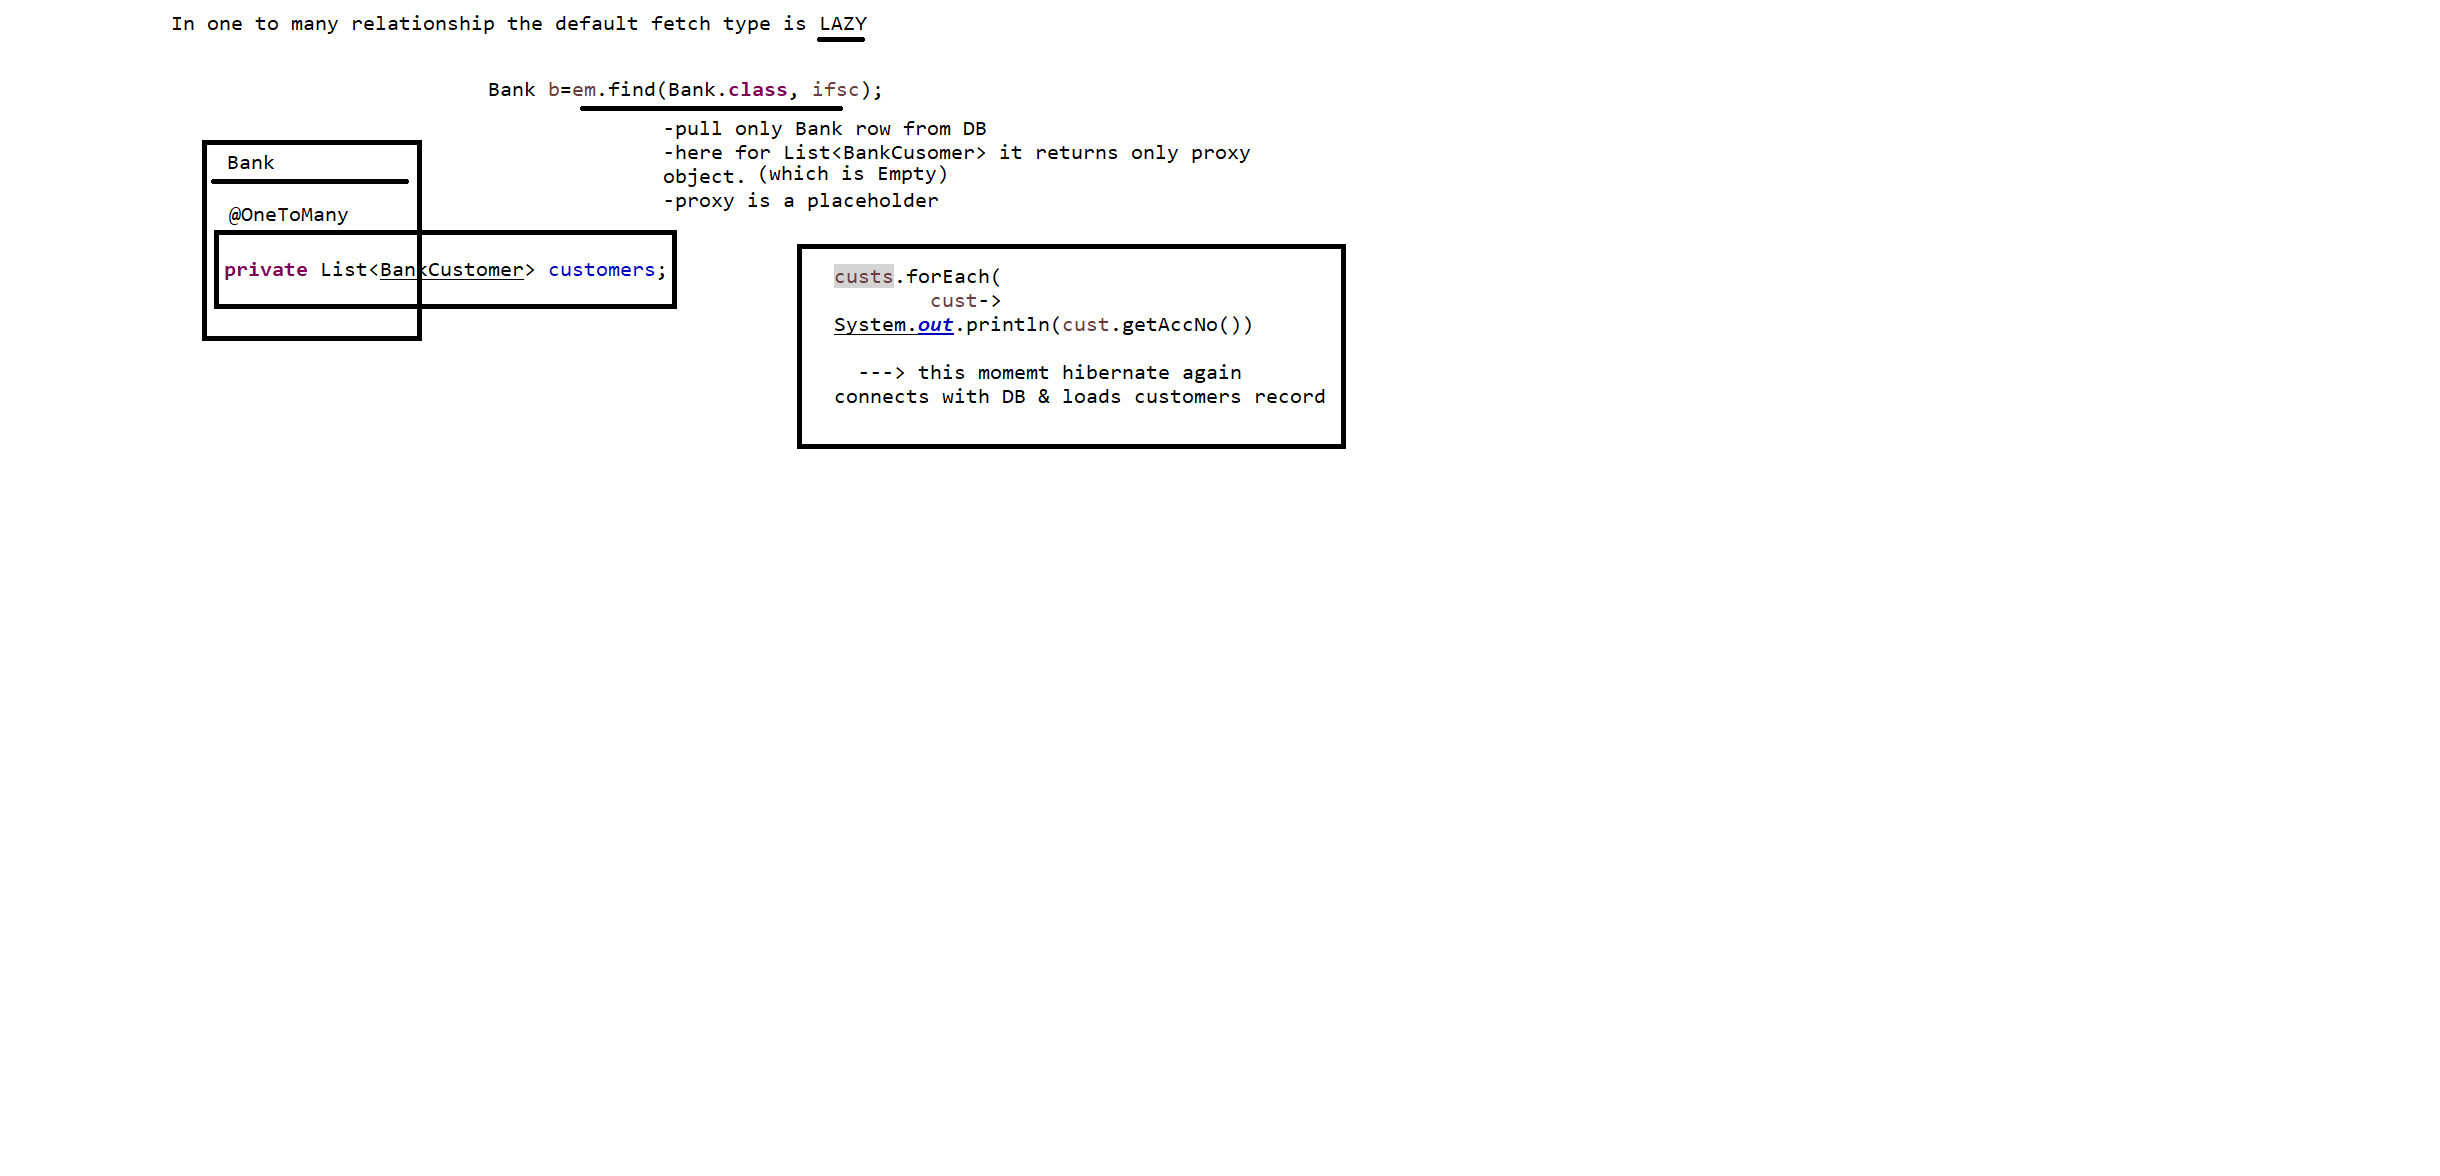 In one to many relationship the default fetch type is LAZY
Bank b=em.find(Bank.class, ifsc);
-pull only Bank row from DB
-here for List<BankCusomer> it returns only proxy
object. (which is Empty)
-proxy is a placeholder
Bank
@OneToMany
private List<BankCustomer> customers;
custs.forEach(
cust->
System.out.println(cust.getAccNo())
---> this momemt hibernate again
connects with DB & loads customers record